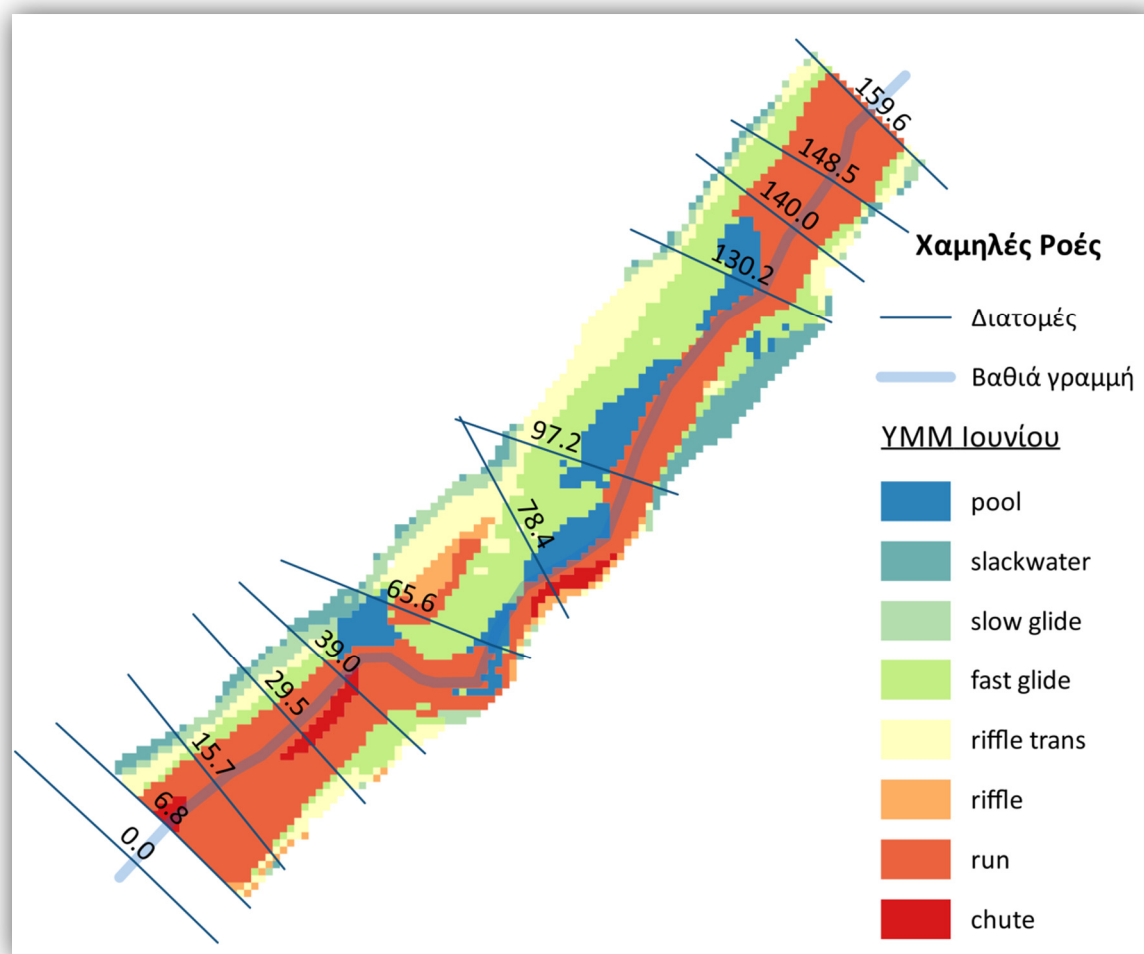 159.6
148.5
140.0
130.2
97.2
78.4
65.6
39.0
29.5
15.7
6.8
0.0
Χαμηλές Ροές
Διατομές
Βαθιά γραμμή
ΥΜΜ Ιουνίου
pool
slackwater
slow glide
fast glide
riffle trans
riffle
run
chute